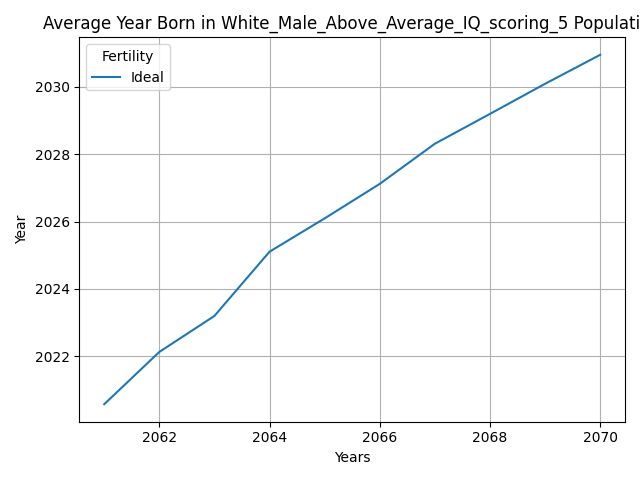 Average Year Born in White_Male_Above_Average_IQ_scoring_5 Populati
Fertility
Ideal
2030
2028
2026
2024
2022
Year
2062 2064 2066 2068 2070
Years